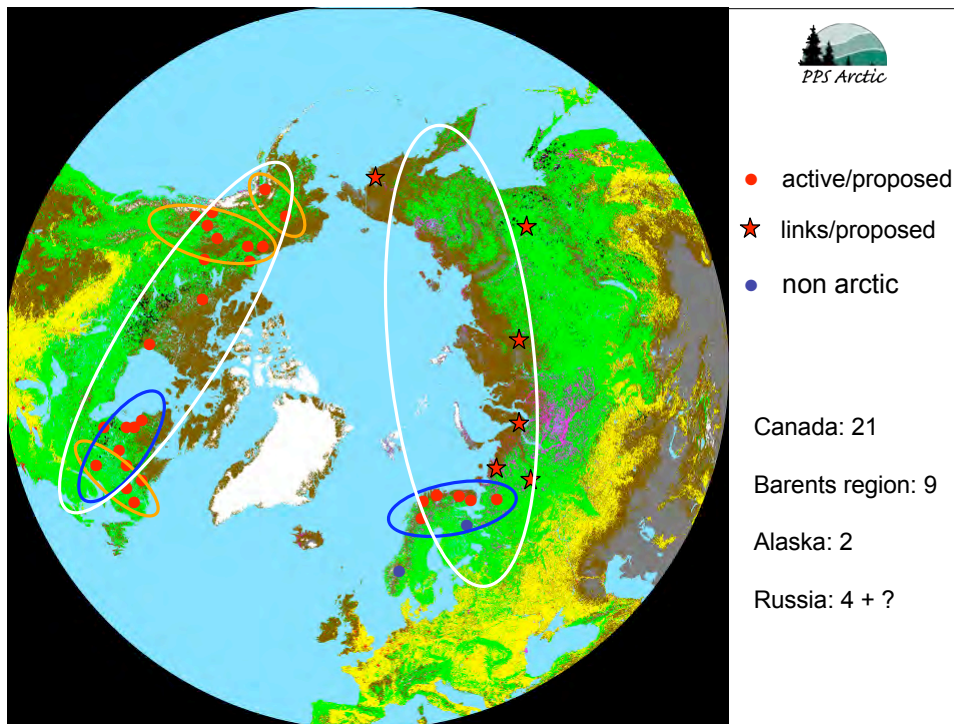 PPS Arctic
active/proposed
links/proposed
non arctic
Canada: 21
Barents region: 9
Alaska: 2
Russia: 4 + ?